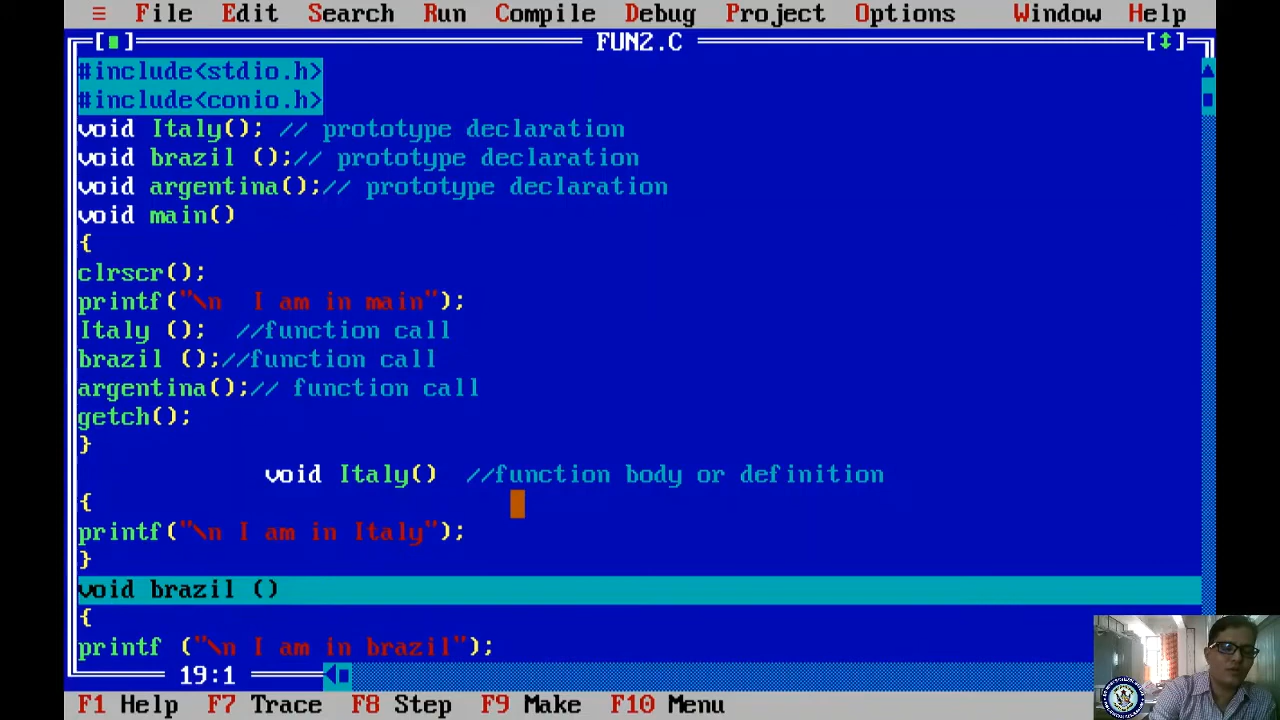 ≡ File Edit Search Run Compile Debug Project Options Window Help
[■] FUN2.C [↕]
#include<stdio.h>
#include<conio.h>
void Italy(); // prototype declaration
void brazil ();// prototype declaration
void argentina();// prototype declaration
void main()
{
clrscr();
printf("\n  I am in main");
Italy ();  //function call
brazil ();//function call
argentina();// function call
getch();
}
void Italy()  //function body or definition
{
printf("\n I am in Italy");
}
void brazil ()
{
printf ("\n I am in brazil");
19:1
F1 Help F7 Trace F8 Step F9 Make F10 Menu